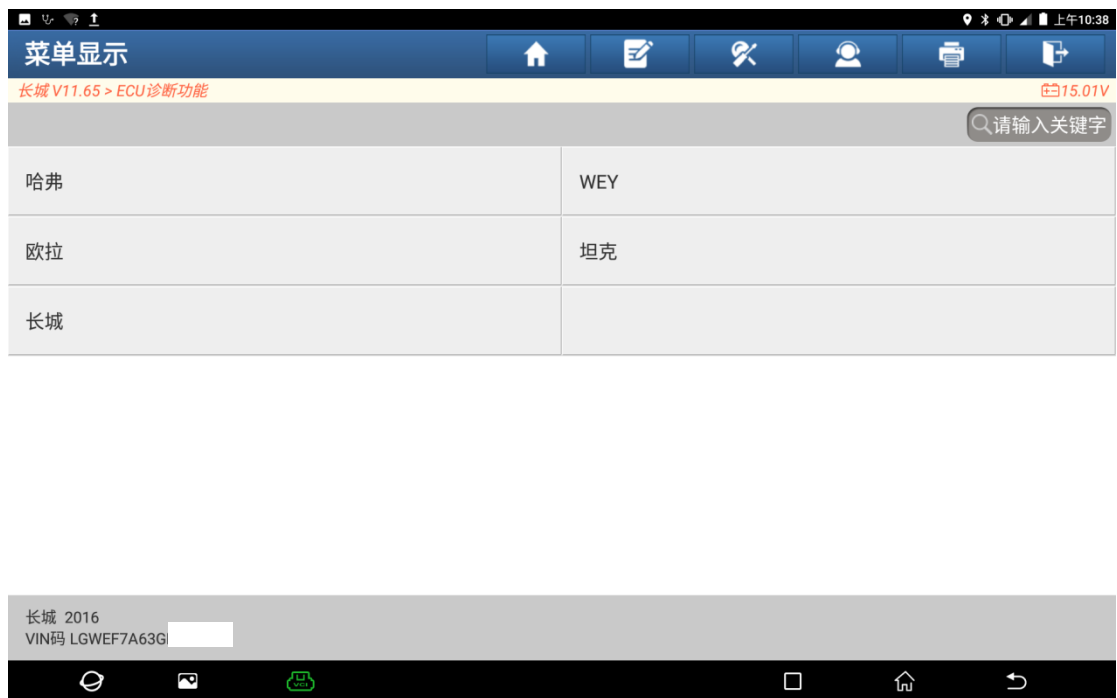 上午10:38
菜单显示
长城 V11.65 > ECU诊断功能
15.01V
请输入关键字
哈弗
WEY
欧拉
坦克
长城
长城 2016
VIN码 LGWEF7A63G
VCI